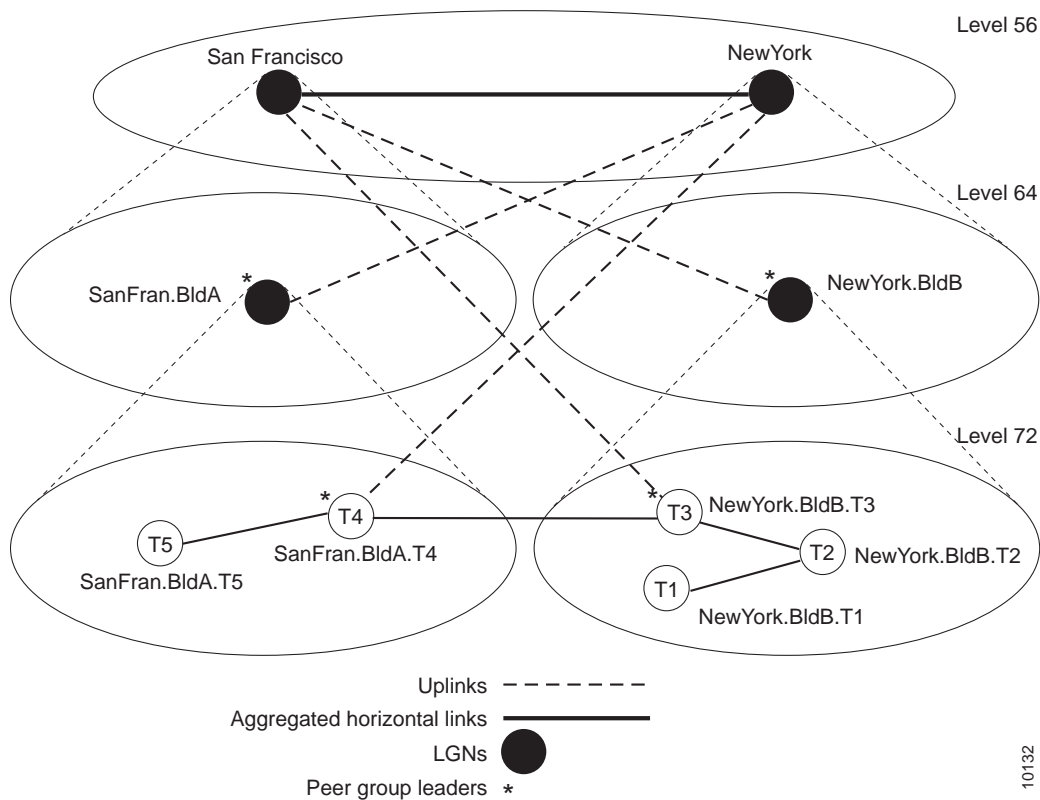 Level 56
San Francisco
NewYork
Level 64
*
SanFran.BldA
*
NewYork.BldB
Level 72
*
T4
*
T3
NewYork.BldB.T3
T5
SanFran.BldA.T4
T2
NewYork.BldB.T2
SanFran.BldA.T5
T1
NewYork.BldB.T1
Uplinks
Aggregated horizontal links
LGNs
Peer group leaders *
10132